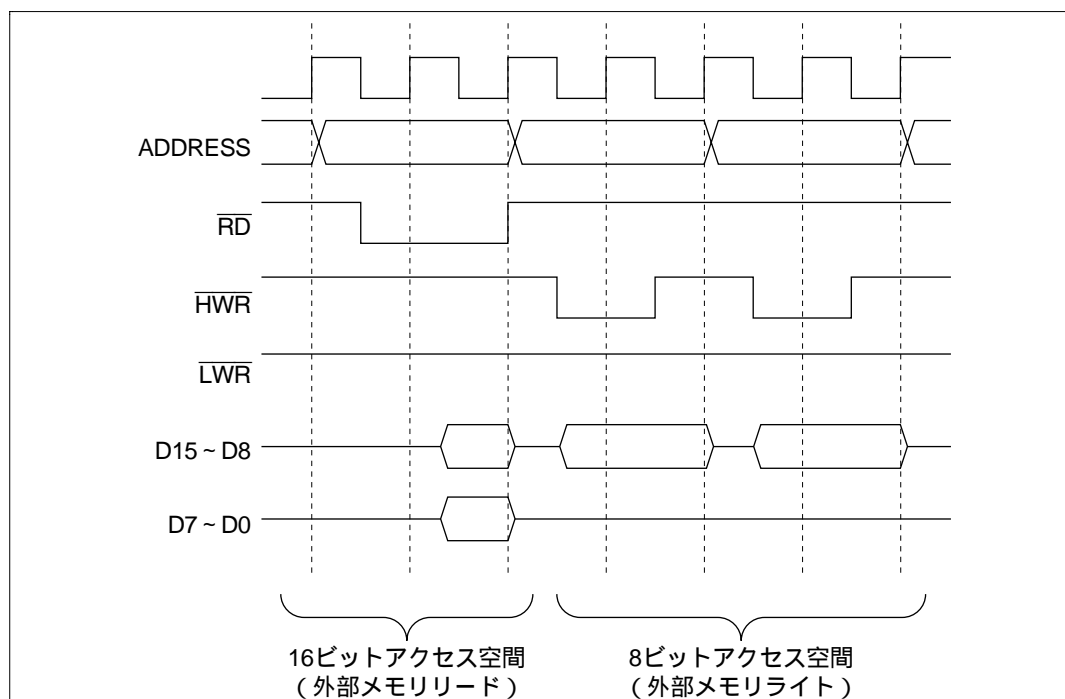 ADDRESS
RD
HWR
LWR
D15~D8
D7~D0
16ビットアクセス空間
(外部メモリリード)
8ビットアクセス空間
(外部メモリライト)